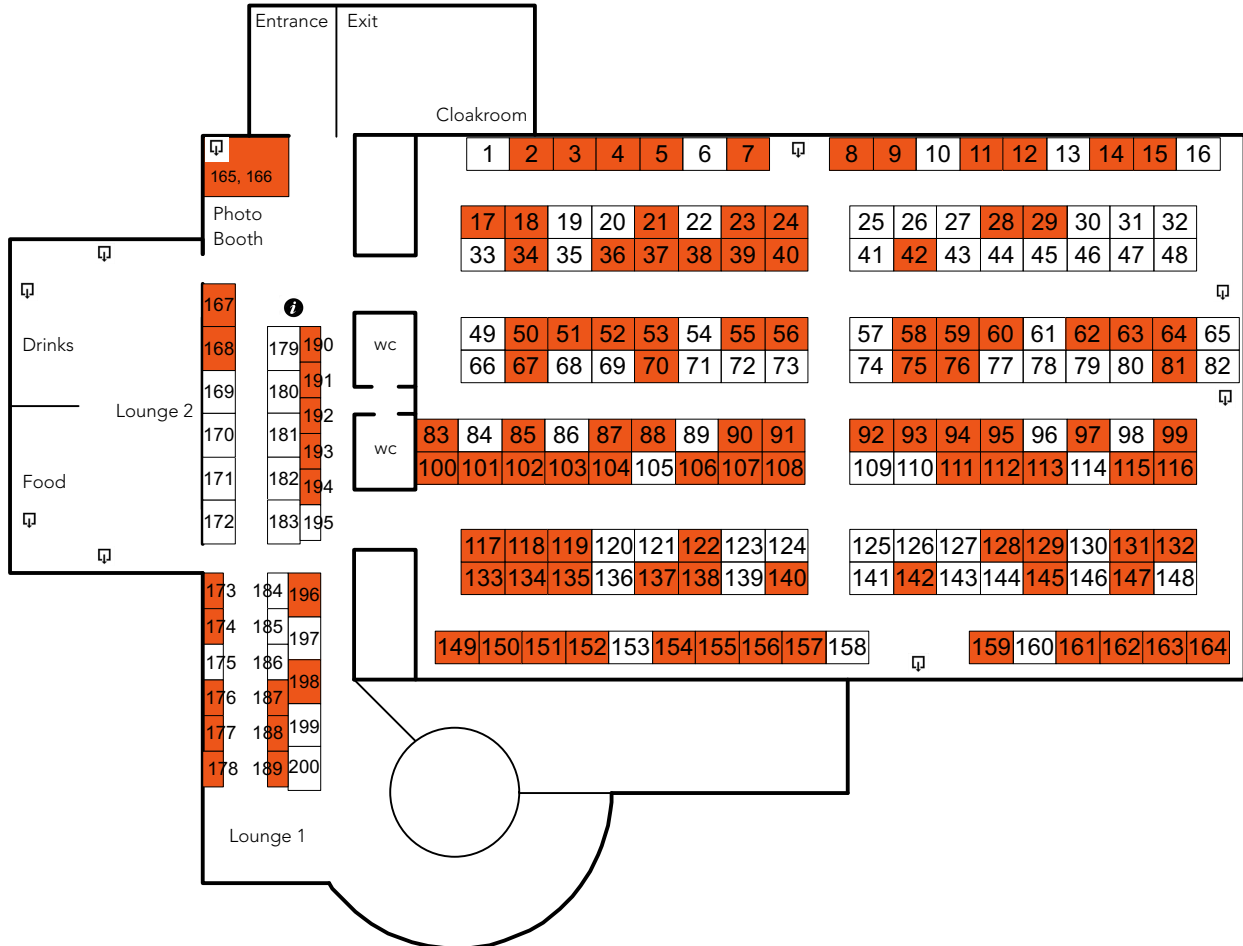 Entrance Exit
Cloakroom
1 2 3 4 5 6 7 8 9 10 11 12 13 14 15 16
165, 166
Photo
Booth
17 18 19 20 21 22 23 24 25 26 27 28 29 30 31 32
33 34 35 36 37 38 39 40 41 42 43 44 45 46 47 48
i
Drinks
Food
Lounge 2
167
168
169
170
171
172
179
180
181
182
183
190
191
192
193
194
195
wc
wc
49 50 51 52 53 54 55 56 57 58 59 60 61 62 63 64 65
66 67 68 69 70 71 72 73 74 75 76 77 78 79 80 81 82
83 84 85 86 87 88 89 90 91 92 93 94 95 96 97 98 99
100 101 102 103 104 105 106 107 108 109 110 111 112 113 114 115 116
117 118 119 120 121 122 123 124 125 126 127 128 129 130 131 132
133 134 135 136 137 138 139 140 141 142 143 144 145 146 147 148
149 150 151 152 153 154 155 156 157 158 159 160 161 162 163 164
173
174
175
176
177
178
184
185
186
187
188
189
196
197
198
199
200
Lounge 1